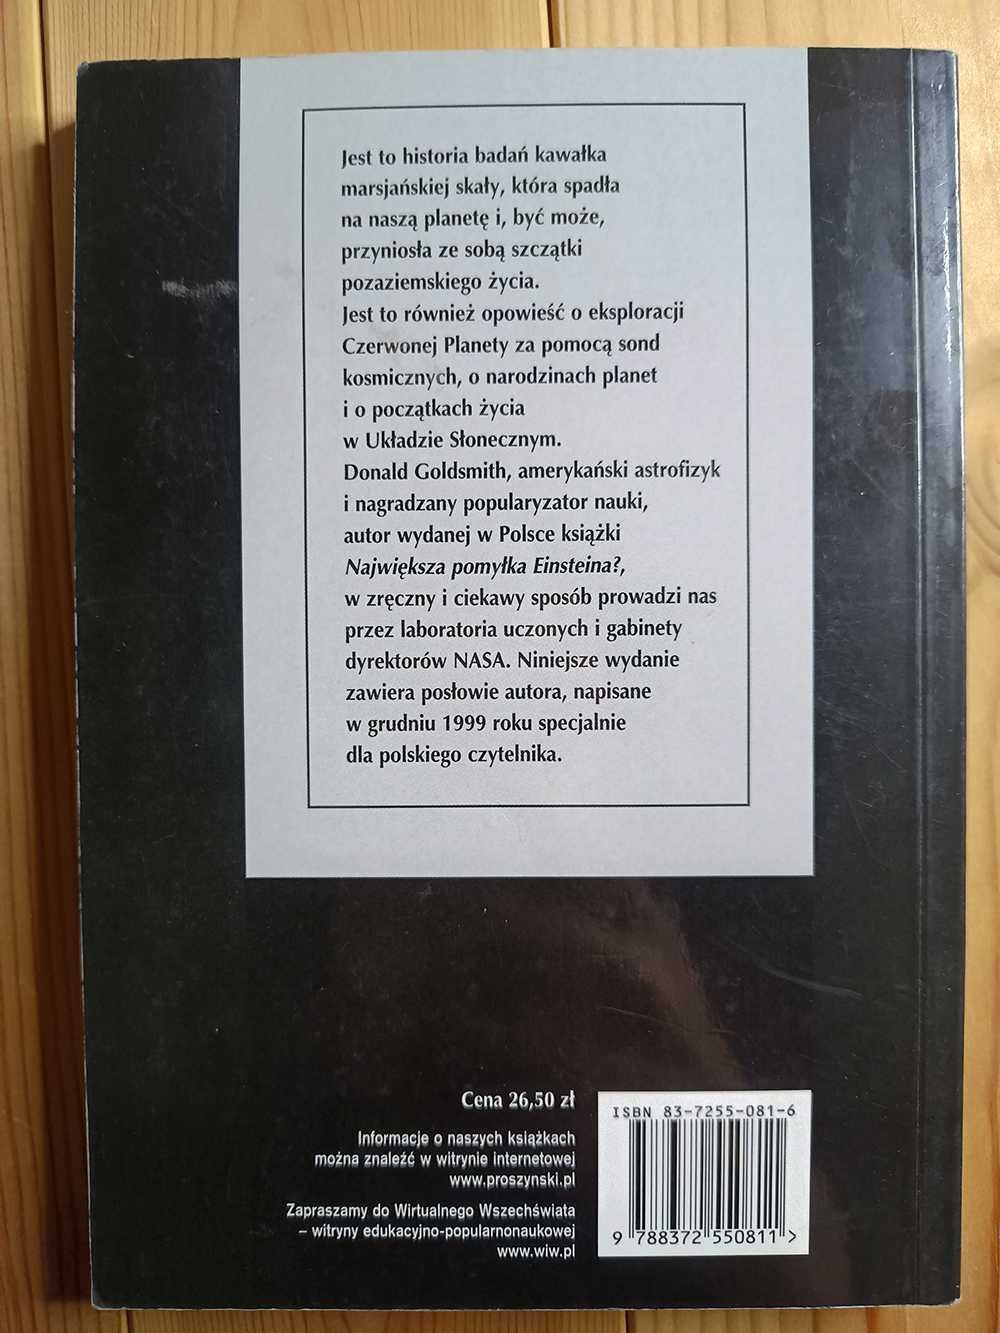 Jest to historia badań kawałka
marsjańskiej skały, która spadła
na naszą planetę i, być może,
przyniosła ze sobą szczątki
pozaziemskiego życia.
Jest to również opowieść o eksploracji
Czerwonej Planety za pomocą sond
kosmicznych, o narodzinach planet
i o początkach życia
w Układzie Słonecznym.
Donald Goldsmith, amerykański astrofizyk
i nagradzany popularyzator nauki,
autor wydanej w Polsce książki
Największa pomyłka Einsteina?,
w zręczny i ciekawy sposób prowadzi nas
przez laboratoria uczonych i gabinety
dyrektorów NASA. Niniejsze wydanie
zawiera posłowie autora, napisane
w grudniu 1999 roku specjalnie
dla polskiego czytelnika.
Cena 26,50 zł
Informacje o naszych książkach
można znaleźć w witrynie internetowej
www.proszynski.pl
Zapraszamy do Wirtualnego Wszechświata
– witryny edukacyjno-popularnonaukowej
www.wiw.pl
ISBN 83-7255-081-6
9 788372 550811 >